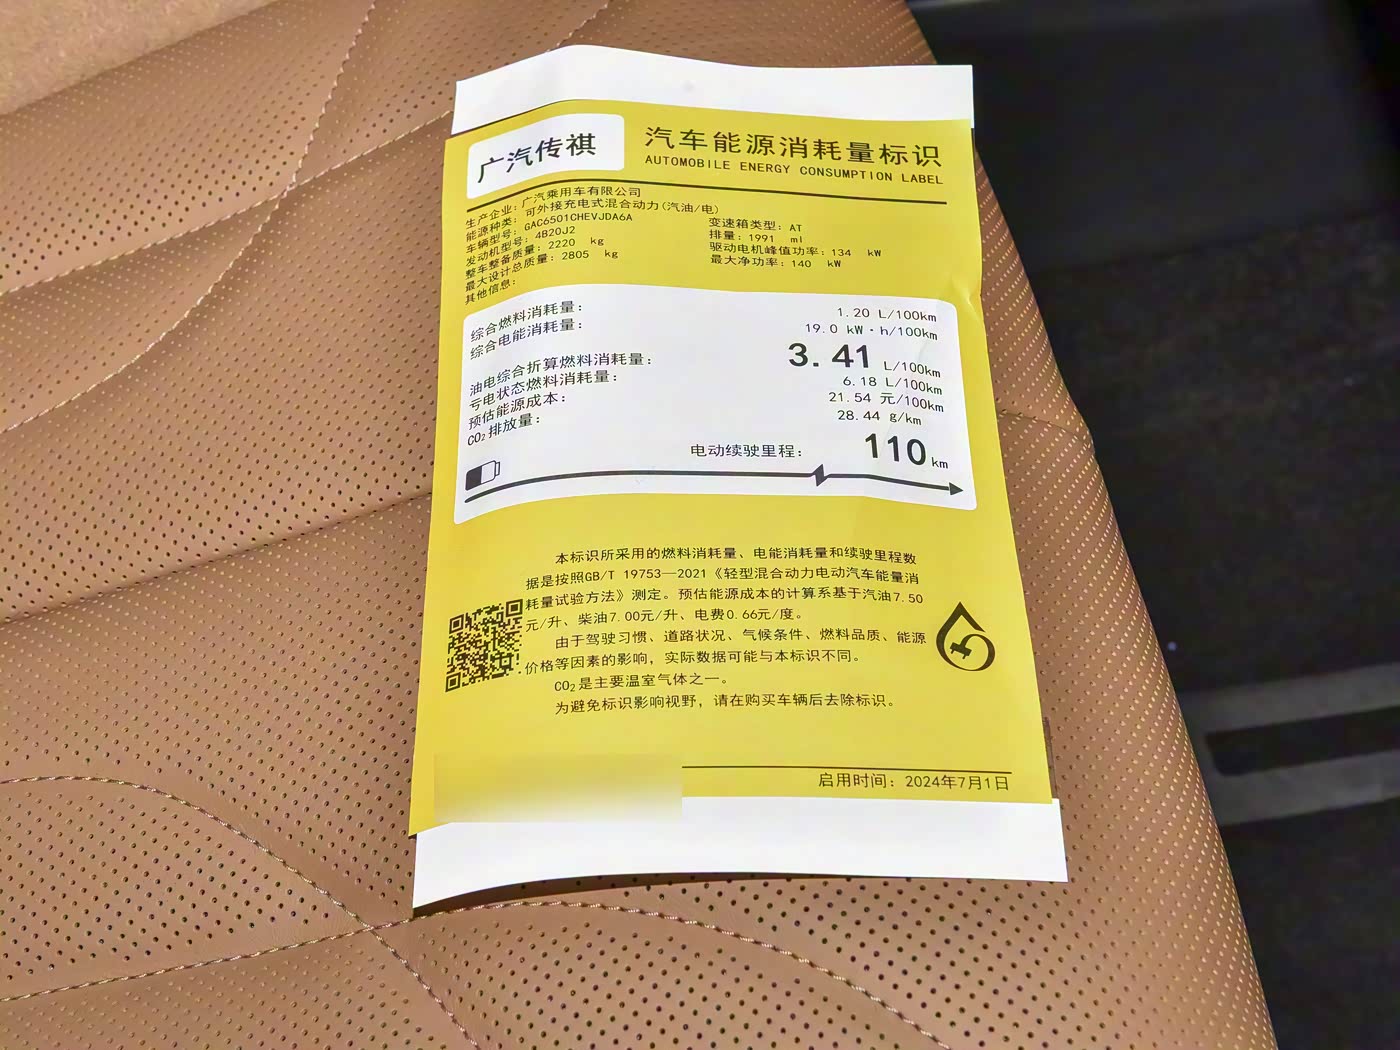 广汽传祺
汽车能源消耗量标识
AUTOMOBILE ENERGY CONSUMPTION LABEL
生产企业：广汽乘用车有限公司
能源种类：可外接充电式混合动力(汽油/电)
车辆型号：GAC6501CHEVJDA6A
变速箱类型：AT
发动机型号：4B20J2
排量：1991 ml
整车整备质量：2220 kg
驱动电机峰值功率：134 kW
最大设计总质量：2805 kg
最大净功率：140 kW
其他信息：
综合燃料消耗量：1.20 L/100km
综合电能消耗量：19.0 kW·h/100km
油电综合折算燃料消耗量：3.41 L/100km
亏电状态燃料消耗量：6.18 L/100km
预估能源成本：21.54 元/100km
CO₂排放量：28.44 g/km
电动续驶里程：110km
本标识所采用的燃料消耗量、电能消耗量和续驶里程数
据是按照GB/T 19753—2021《轻型混合动力电动汽车能量消
耗量试验方法》测定。预估能源成本的计算系基于汽油7.50
元/升、柴油7.00元/升、电费0.66元/度。
由于驾驶习惯、道路状况、气候条件、燃料品质、能源
价格等因素的影响，实际数据可能与本标识不同。
CO₂是主要温室气体之一。
为避免标识影响视野，请在购买车辆后去除标识。
启用时间：2024年7月1日